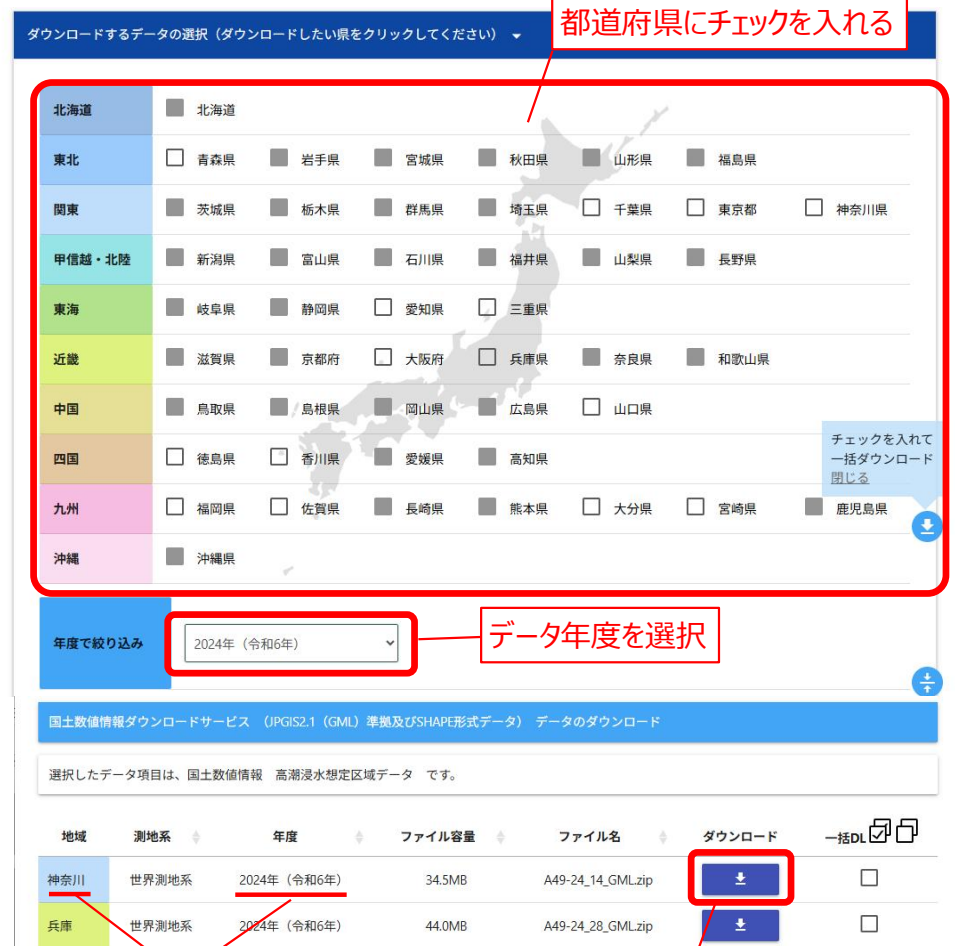 都道府県にチェックを入れる
ダウンロードするデータの選択（ダウンロードしたい県をクリックしてください）
北海道 北海道
東北 青森県 岩手県 宮城県 秋田県 山形県 福島県
関東 茨城県 栃木県 群馬県 埼玉県 千葉県 東京都 神奈川県
甲信越・北陸 新潟県 富山県 石川県 福井県 山梨県 長野県
東海 岐阜県 静岡県 愛知県 三重県
近畿 滋賀県 京都府 大阪府 兵庫県 奈良県 和歌山県
中国 鳥取県 島根県 岡山県 広島県 山口県
四国 徳島県 香川県 愛媛県 高知県
チェックを入れて
一括ダウンロード
閉じる
九州 福岡県 佐賀県 長崎県 熊本県 大分県 宮崎県 鹿児島県
沖縄 沖縄県
年度で絞り込み 2024年（令和6年） データ年度を選択
国土数値情報ダウンロードサービス （JPGIS2.1（GML）準拠及びSHAPE形式データ） データのダウンロード
選択したデータ項目は、国土数値情報 高潮浸水想定区域データ です。
地域 測地系 年度 ファイル容量 ファイル名 ダウンロード 一括DL
神奈川 世界測地系 2024年（令和6年） 34.5MB A49-24_14_GML.zip
兵庫 世界測地系 2024年（令和6年） 44.0MB A49-24_28_GML.zip